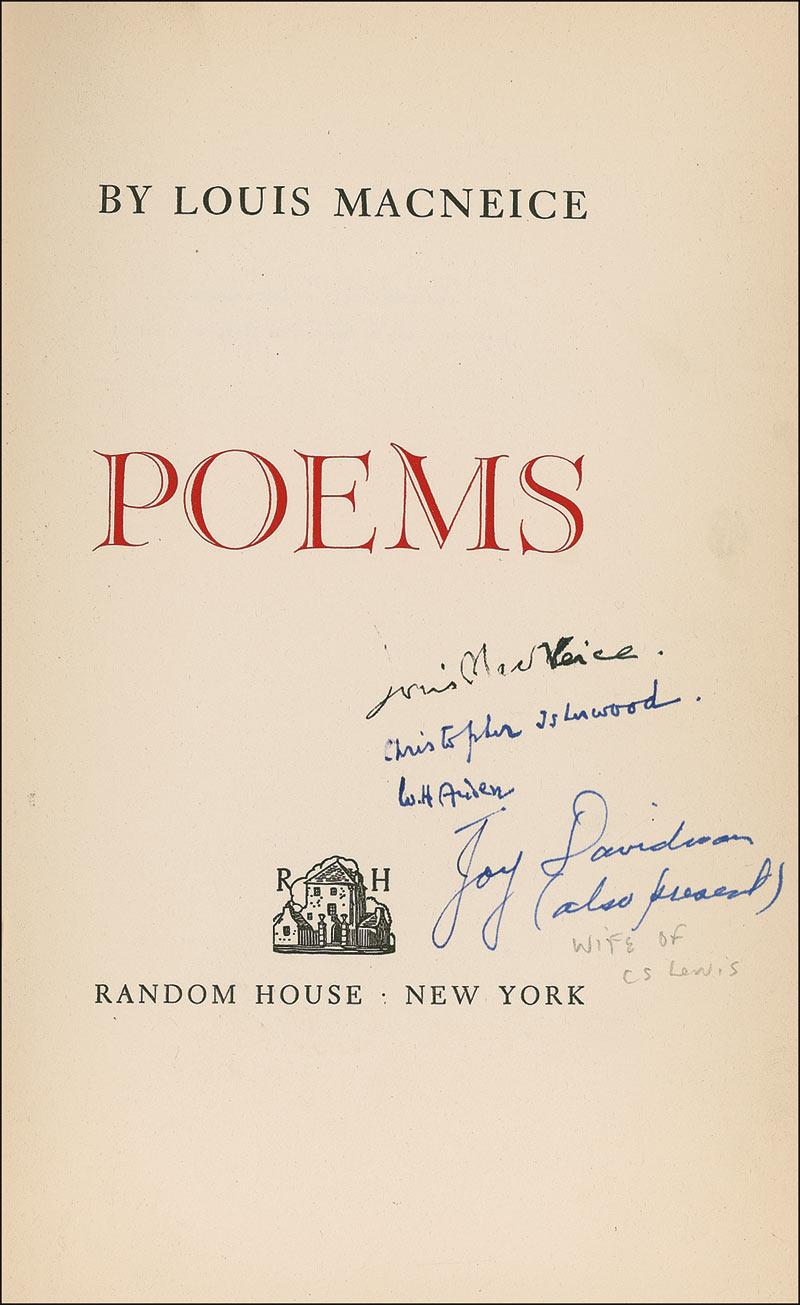 BY LOUIS MACNEICE
POEMS
Louis MacNeice.
Christopher Isherwood.
W.H Auden
Joy Davidman
(also present)
R H
WIFE OF
CS LEWIS
RANDOM HOUSE · NEW YORK